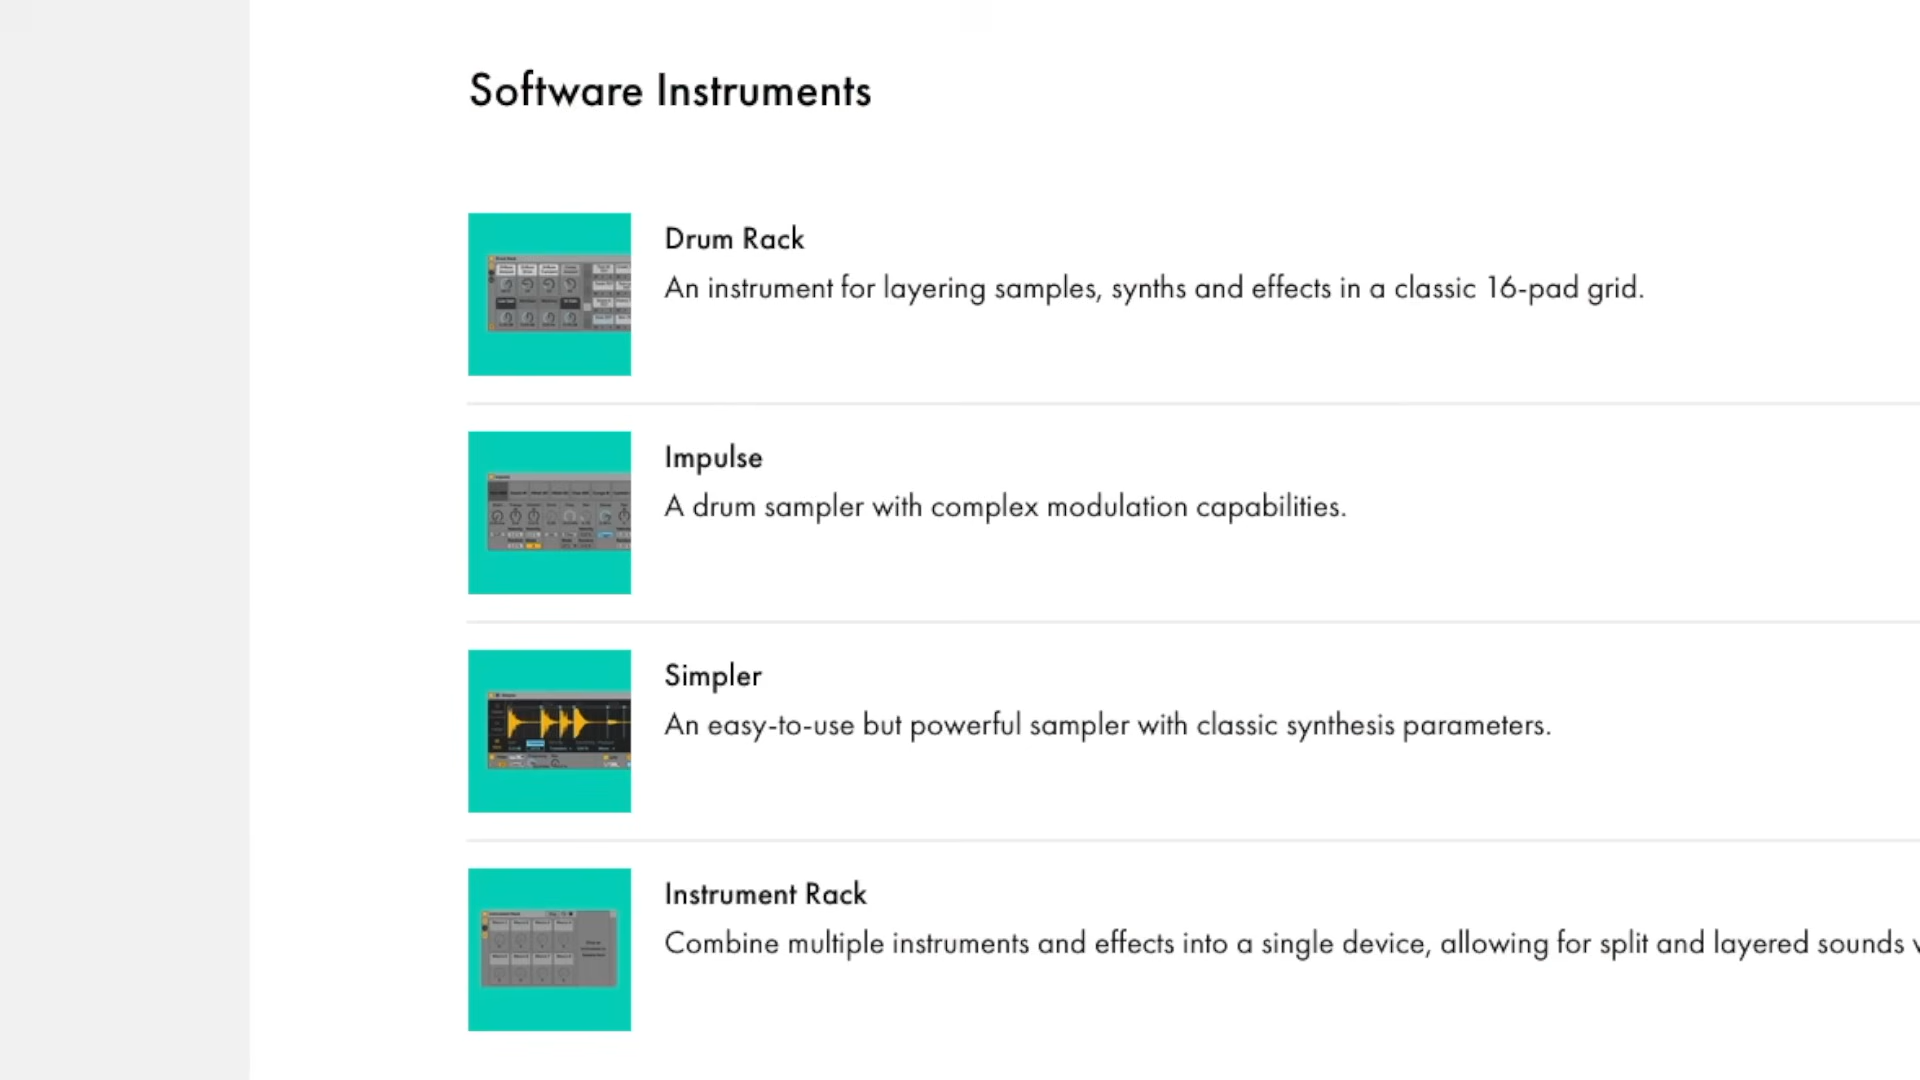 Software Instruments
Drum Rack
An instrument for layering samples, synths and effects in a classic 16-pad grid.
Impulse
A drum sampler with complex modulation capabilities.
Simpler
An easy-to-use but powerful sampler with classic synthesis parameters.
Instrument Rack
Combine multiple instruments and effects into a single device, allowing for split and layered sounds